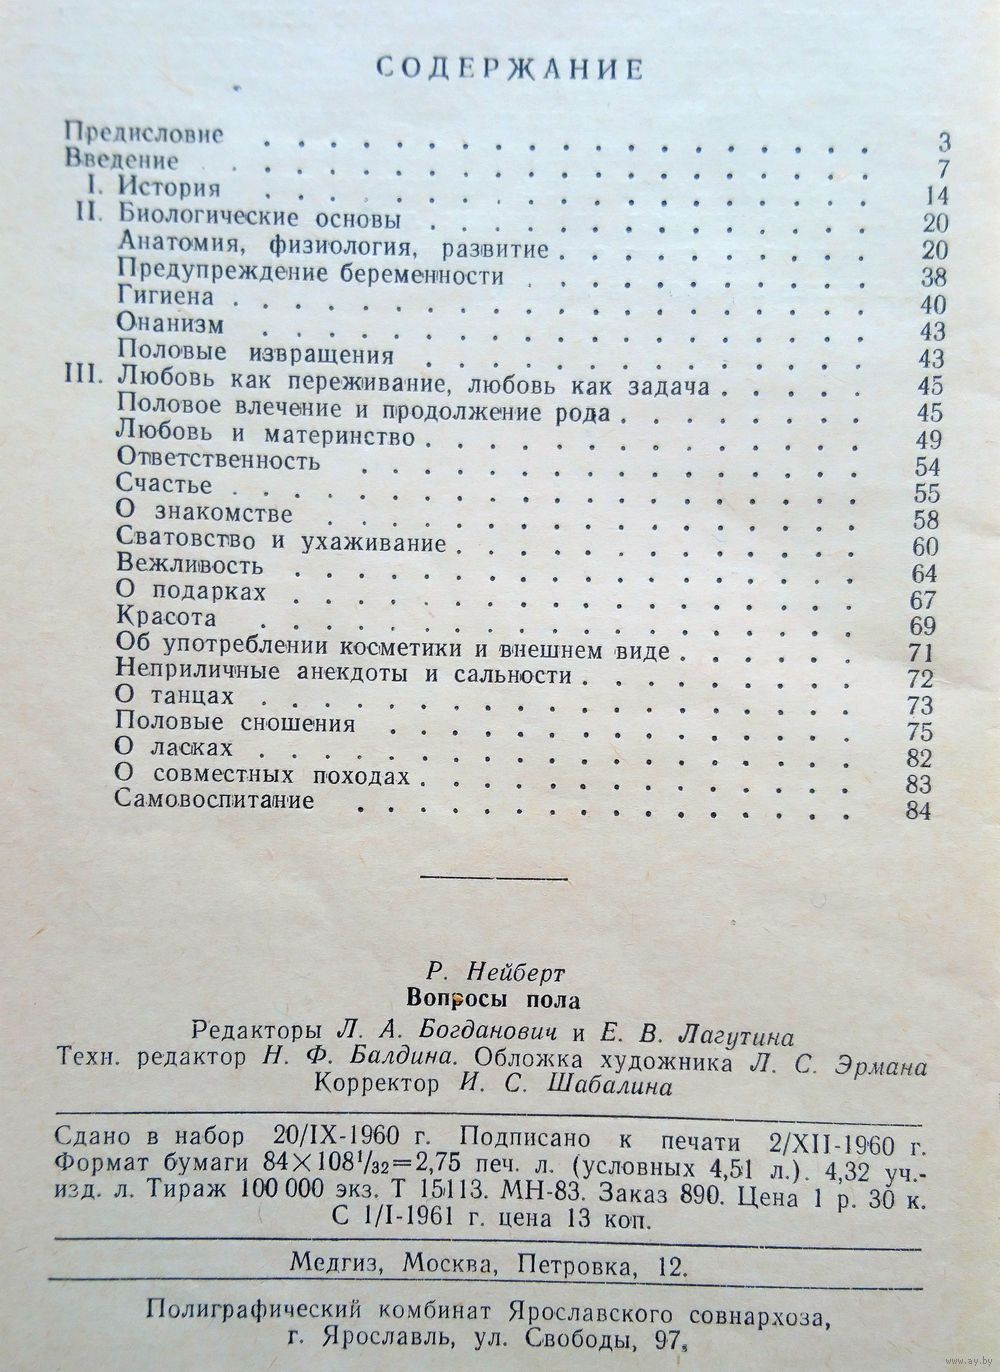 СОДЕРЖАНИЕ
Предисловие . . . . . . . . . . . . . . . . . . 3
Введение . . . . . . . . . . . . . . . . . . . 7
I. История . . . . . . . . . . . . . . . . . . 14
II. Биологические основы . . . . . . . . . . . . . 20
Анатомия, физиология, развитие . . . . . . . . . . 20
Предупреждение беременности . . . . . . . . . . . 38
Гигиена . . . . . . . . . . . . . . . . . . . 40
Онанизм . . . . . . . . . . . . . . . . . . 43
Половые извращения . . . . . . . . . . . . . . 43
III. Любовь как переживание, любовь как задача . . . . . 45
Половое влечение и продолжение рода . . . . . . . . 45
Любовь и материнство . . . . . . . . . . . . . 49
Ответственность . . . . . . . . . . . . . . . 54
Счастье . . . . . . . . . . . . . . . . . . . 55
О знакомстве . . . . . . . . . . . . . . . . 58
Сватовство и ухаживание . . . . . . . . . . . . 60
Вежливость . . . . . . . . . . . . . . . . . 64
О подарках . . . . . . . . . . . . . . . . . 67
Красота . . . . . . . . . . . . . . . . . . 69
Об употреблении косметики и внешнем виде . . . . . . 71
Неприличные анекдоты и сальности . . . . . . . . . 72
О танцах . . . . . . . . . . . . . . . . . . 73
Половые сношения . . . . . . . . . . . . . . 75
О ласках . . . . . . . . . . . . . . . . . . 82
О совместных походах . . . . . . . . . . . . . 83
Самовоспитание . . . . . . . . . . . . . . . 84
Р. Нейберт
Вопросы пола
Редакторы Л. А. Богданович и Е. В. Лагутина
Техн. редактор Н. Ф. Балдина. Обложка художника Л. С. Эрмана
Корректор И. С. Шабалина
Сдано в набор 20/IX-1960 г. Подписано к печати 2/XII-1960 г.
Формат бумаги 84×108¹/₃₂=2,75 печ. л. (условных 4,51 л.). 4,32 уч.-
изд. л. Тираж 100 000 экз. Т 15113. МН-83. Заказ 890. Цена 1 р. 30 к.
С 1/I-1961 г. цена 13 коп.
Медгиз, Москва, Петровка, 12.
Полиграфический комбинат Ярославского совнархоза,
г. Ярославль, ул. Свободы, 97.
www.ay.by